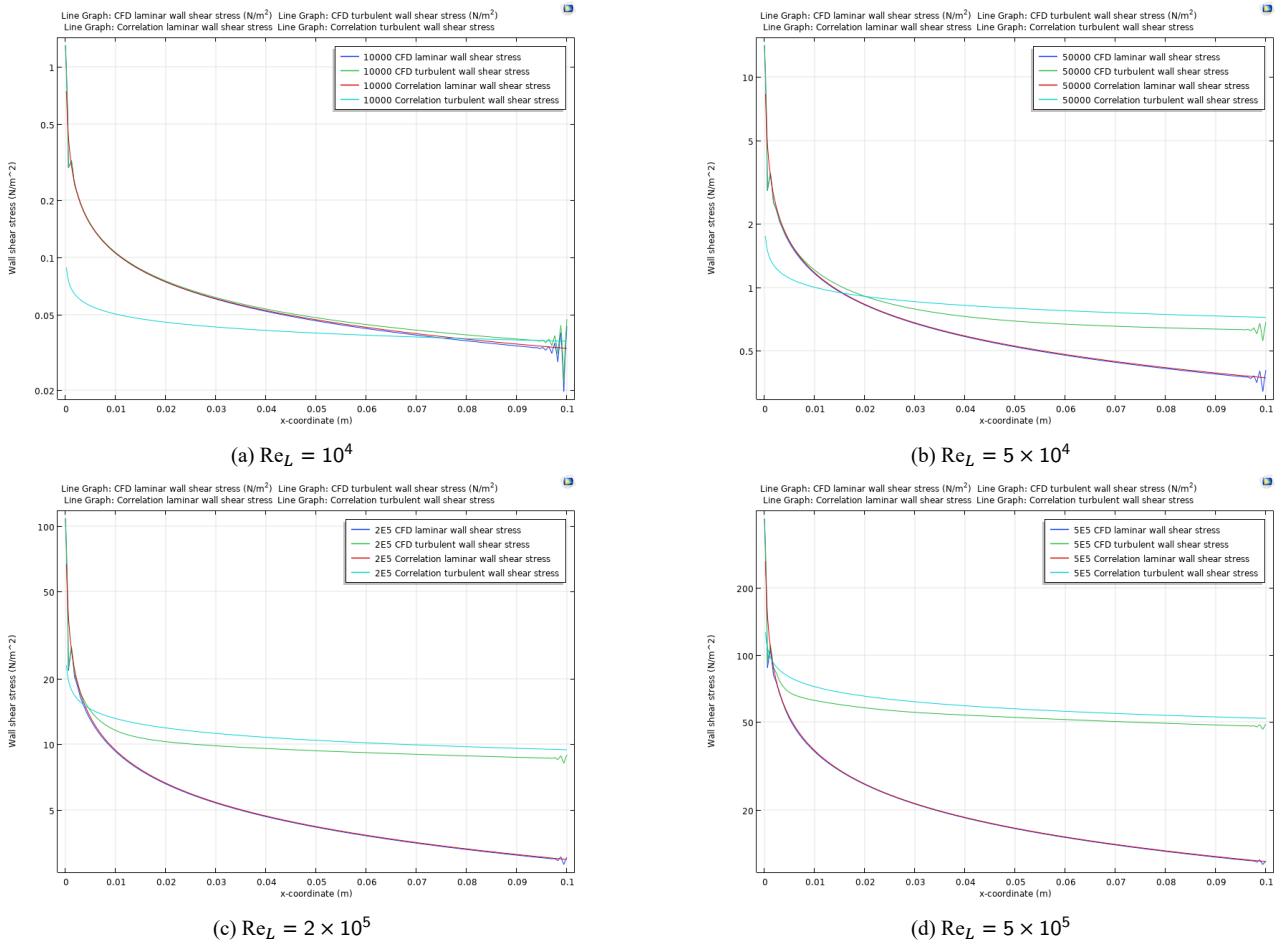 Line Graph: CFD laminar wall shear stress (N/m²)  Line Graph: CFD turbulent wall shear stress (N/m²)
Line Graph: Correlation laminar wall shear stress  Line Graph: Correlation turbulent wall shear stress
10000 CFD laminar wall shear stress
10000 CFD turbulent wall shear stress
10000 Correlation laminar wall shear stress
10000 Correlation turbulent wall shear stress
Wall shear stress (N/m^2)
1
0.5
0.2
0.1
0.05
0.02
0 0.01 0.02 0.03 0.04 0.05 0.06 0.07 0.08 0.09 0.1
x-coordinate (m)
(a) Re_L = 10⁴
Line Graph: CFD laminar wall shear stress (N/m²)  Line Graph: CFD turbulent wall shear stress (N/m²)
Line Graph: Correlation laminar wall shear stress  Line Graph: Correlation turbulent wall shear stress
50000 CFD laminar wall shear stress
50000 CFD turbulent wall shear stress
50000 Correlation laminar wall shear stress
50000 Correlation turbulent wall shear stress
Wall shear stress (N/m^2)
10
5
2
1
0.5
0 0.01 0.02 0.03 0.04 0.05 0.06 0.07 0.08 0.09 0.1
x-coordinate (m)
(b) Re_L = 5 × 10⁴
Line Graph: CFD laminar wall shear stress (N/m²)  Line Graph: CFD turbulent wall shear stress (N/m²)
Line Graph: Correlation laminar wall shear stress  Line Graph: Correlation turbulent wall shear stress
2E5 CFD laminar wall shear stress
2E5 CFD turbulent wall shear stress
2E5 Correlation laminar wall shear stress
2E5 Correlation turbulent wall shear stress
Wall shear stress (N/m^2)
100
50
20
10
5
0 0.01 0.02 0.03 0.04 0.05 0.06 0.07 0.08 0.09 0.1
x-coordinate (m)
(c) Re_L = 2 × 10⁵
Line Graph: CFD laminar wall shear stress (N/m²)  Line Graph: CFD turbulent wall shear stress (N/m²)
Line Graph: Correlation laminar wall shear stress  Line Graph: Correlation turbulent wall shear stress
5E5 CFD laminar wall shear stress
5E5 CFD turbulent wall shear stress
5E5 Correlation laminar wall shear stress
5E5 Correlation turbulent wall shear stress
Wall shear stress (N/m^2)
200
100
50
20
0 0.01 0.02 0.03 0.04 0.05 0.06 0.07 0.08 0.09 0.1
x-coordinate (m)
(d) Re_L = 5 × 10⁵